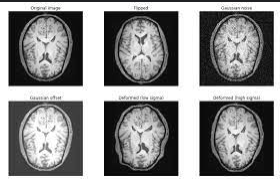 Original image
Flipped
Gaussian noise
Gaussian offset
Deformed (low sigma)
Deformed (high sigma)